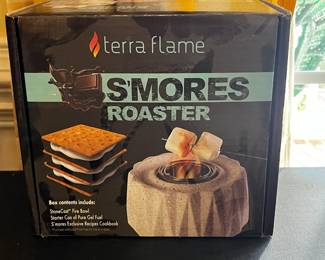 terra flame
S'MORES
ROASTER
Box contents includes:
StoneCast® Fire Bowl
Starter Can of Pure Gel Fuel
S'mores Exclusive Recipes Cookbook